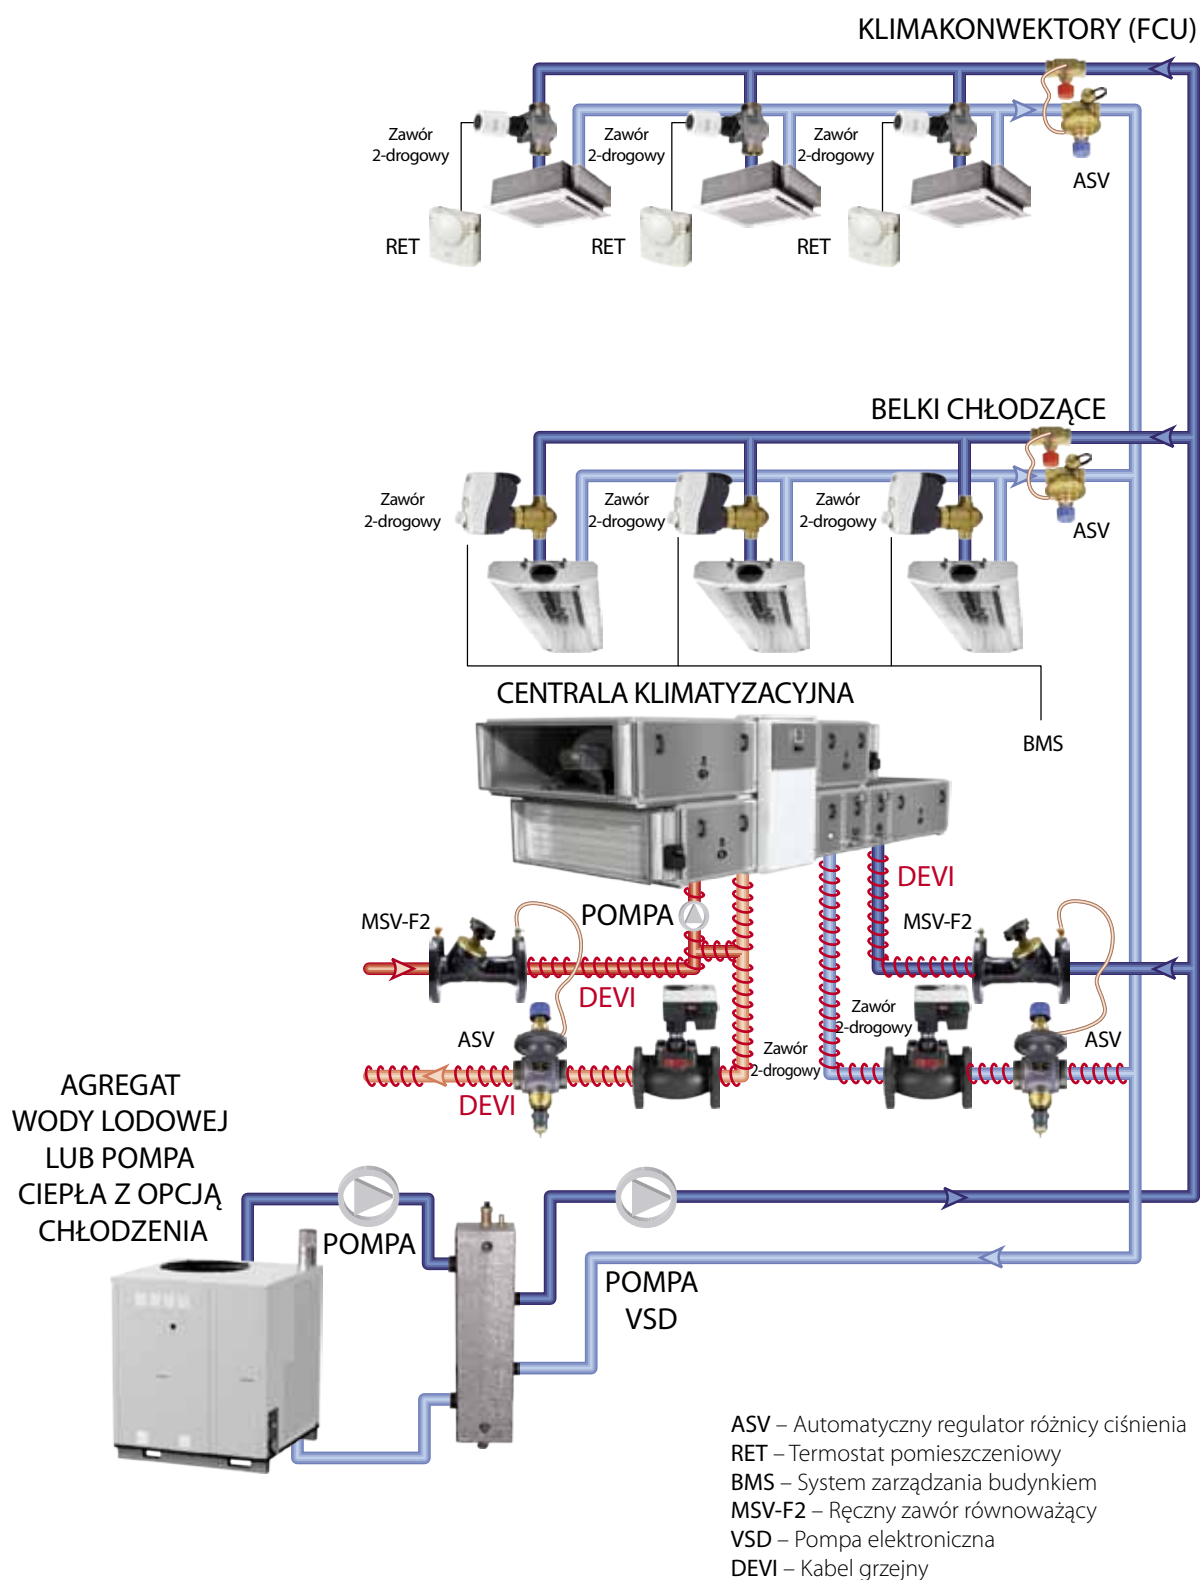 KLIMAKONWEKTORY (FCU)
Zawór
2-drogowy
Zawór
2-drogowy
Zawór
2-drogowy
ASV
RET
RET
RET
BELKI CHŁODZĄCE
Zawór
2-drogowy
Zawór
2-drogowy
Zawór
2-drogowy
ASV
CENTRALA KLIMATYZACYJNA
BMS
DEVI
MSV-F2
POMPA
MSV-F2
DEVI
Zawór
2-drogowy
ASV
Zawór
2-drogowy
ASV
DEVI
AGREGAT
WODY LODOWEJ
LUB POMPA
CIEPŁA Z OPCJĄ
CHŁODZENIA
POMPA
POMPA
VSD
ASV – Automatyczny regulator różnicy ciśnienia
RET – Termostat pomieszczeniowy
BMS – System zarządzania budynkiem
MSV-F2 – Ręczny zawór równoważący
VSD – Pompa elektroniczna
DEVI – Kabel grzejny